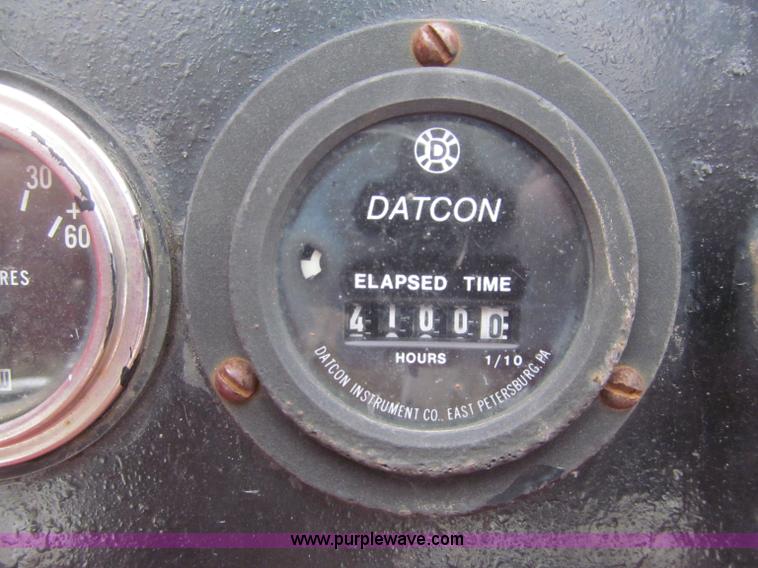 D
DATCON
ELAPSED TIME
41000
HOURS 1/10
DATCON INSTRUMENT CO., EAST PETERSBURG, PA
30
+
60
RES
www.purplewave.com